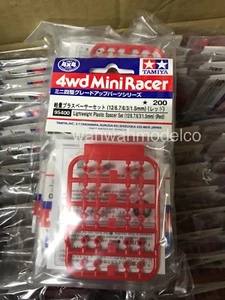 TAMIYA
4wd Mini Racer
ミニ四駆グレードアップパーツシリーズ
★ 200
軽量プラスペーサーセット (12/6.7/6/3/1.5mm) (レッド)
95400 Lightweight Plastic Spacer Set (12/6.7/6/3/1.5mm) (Red)
wanwanmodelco